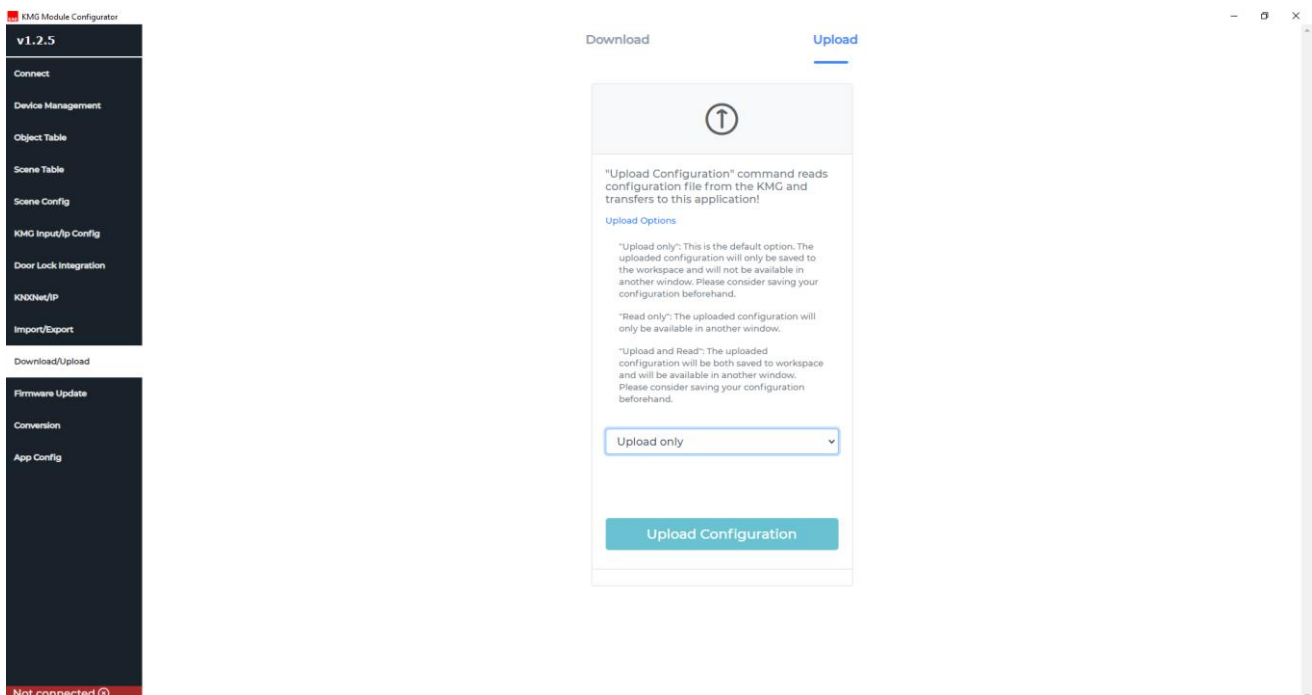 KMG Module Configurator
v1.2.5
Connect
Device Management
Object Table
Scene Table
Scene Config
KMG Input/Ip Config
Door Lock Integration
KNXNet/IP
Import/Export
Download/Upload
Firmware Update
Conversion
App Config
Not connected
Download
Upload
"Upload Configuration" command reads
configuration file from the KMG and
transfers to this application!
Upload Options
"Upload only": This is the default option. The
uploaded configuration will only be saved to
the workspace and will not be available in
another window. Please consider saving your
configuration beforehand.
"Read only": The uploaded configuration will
only be available in another window.
"Upload and Read": The uploaded
configuration will be both saved to workspace
and will be available in another window.
Please consider saving your configuration
beforehand.
Upload only
Upload Configuration